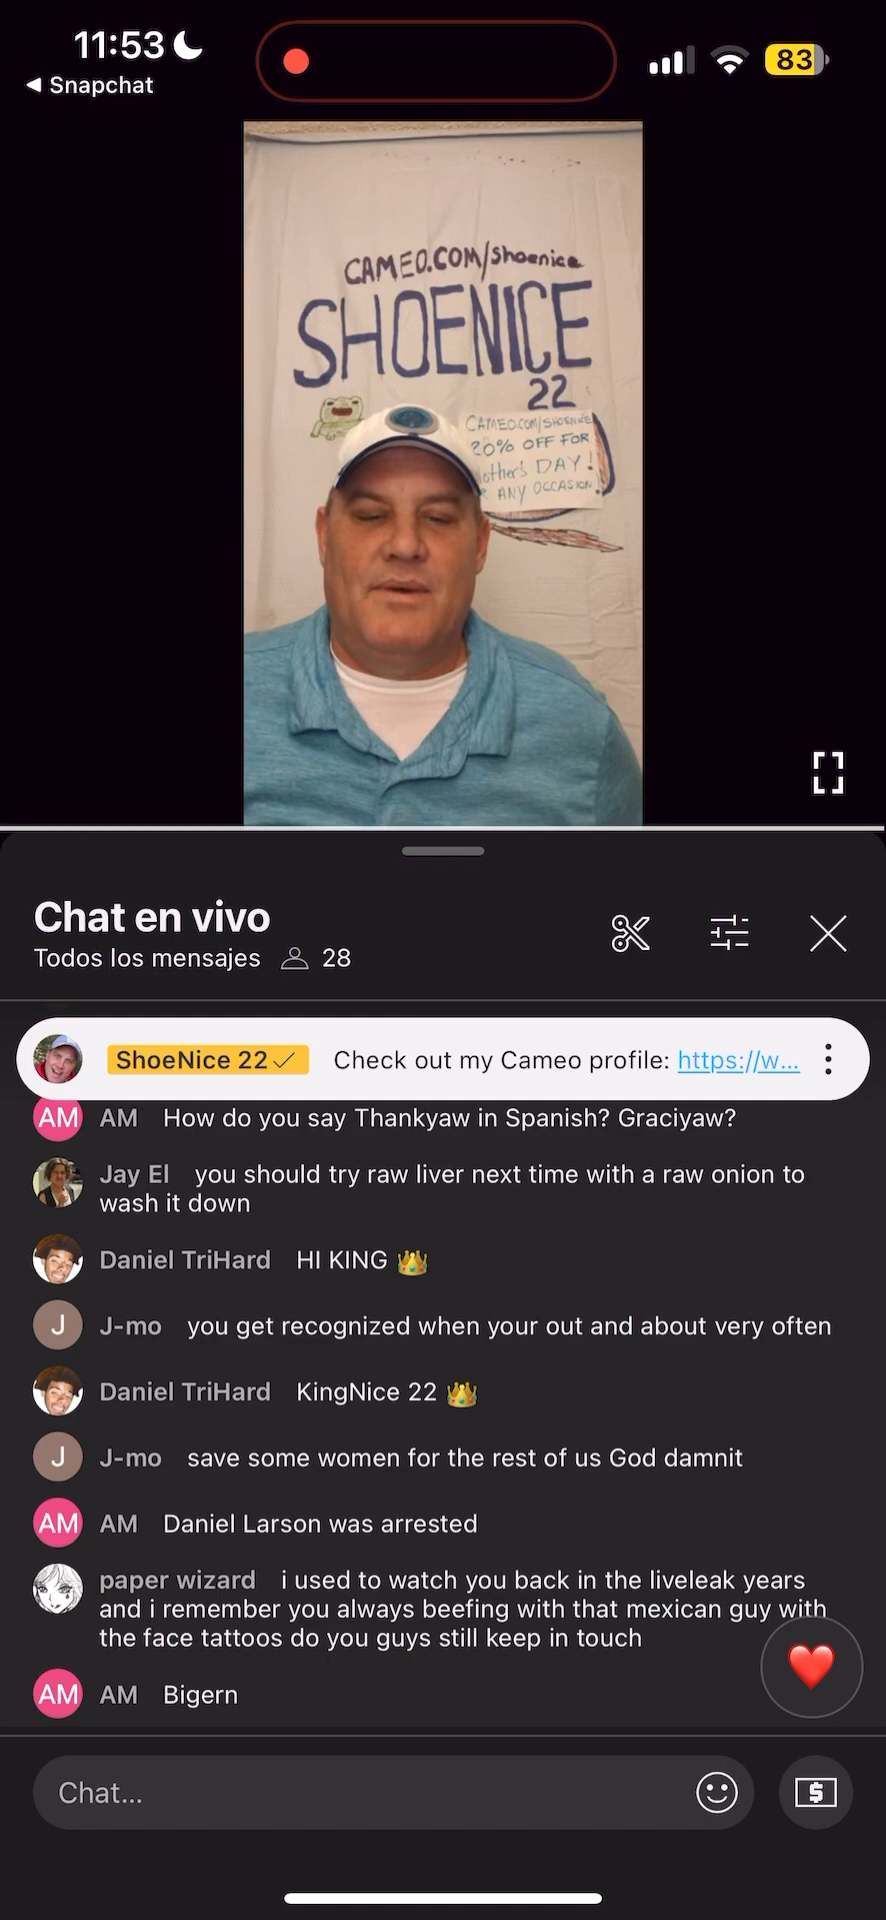 11:53
Snapchat
83
CAMEO.COM/shoenice
SHOENICE
22
CAMEO.COM/SHOENICE
20% OFF FOR
other's DAY!
ANY OCCASION
Chat en vivo
Todos los mensajes 28
ShoeNice 22 Check out my Cameo profile: https://w...
AM AM How do you say Thankyaw in Spanish? Graciyaw?
Jay El you should try raw liver next time with a raw onion to
wash it down
Daniel TriHard HI KING 👑
J J-mo you get recognized when your out and about very often
Daniel TriHard KingNice 22 👑
J J-mo save some women for the rest of us God damnit
AM AM Daniel Larson was arrested
paper wizard i used to watch you back in the liveleak years
and i remember you always beefing with that mexican guy with
the face tattoos do you guys still keep in touch
AM AM Bigern
Chat...